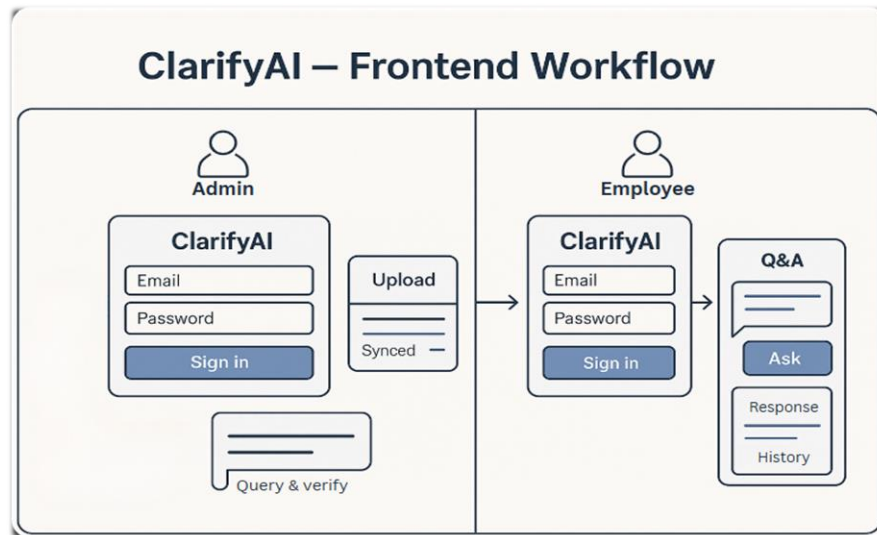 ClarifyAI – Frontend Workflow
Admin
ClarifyAI
Email
Password
Sign in
Upload
Synced
Query & verify
Employee
ClarifyAI
Email
Password
Sign in
Q&A
Ask
Response
History